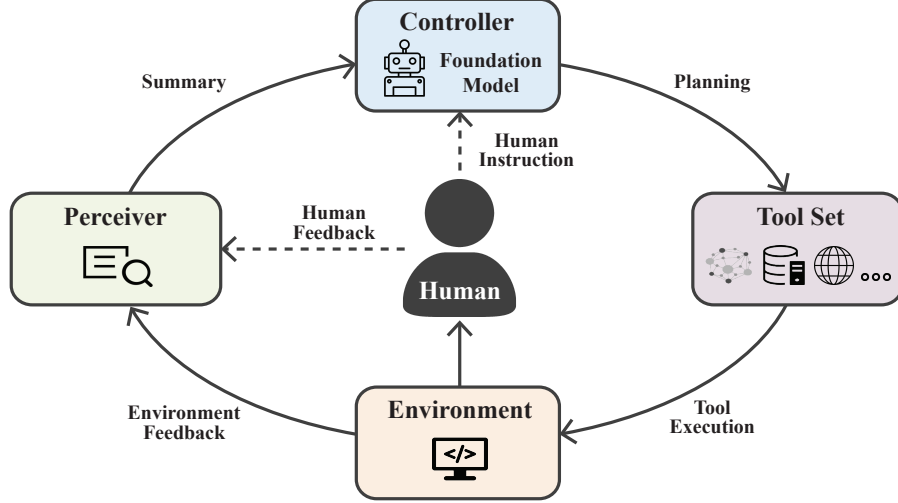 Controller
Foundation
Model
Summary
Planning
Human
Instruction
Perceiver
Human
Feedback
Tool Set
Human
Environment
</>
Environment
Feedback
Tool
Execution